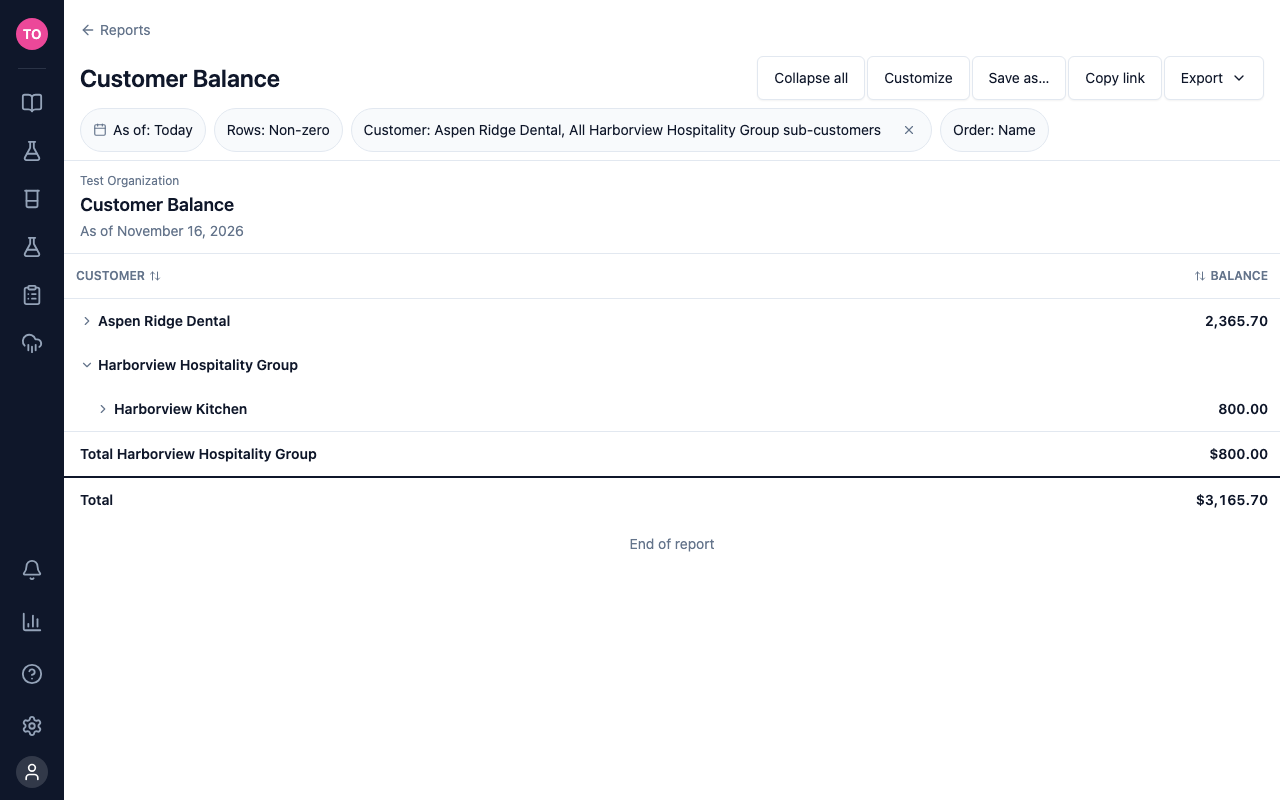 TO
Reports
Customer Balance
Collapse all
Customize
Save as...
Copy link
Export
As of: Today
Rows: Non-zero
Customer: Aspen Ridge Dental, All Harborview Hospitality Group sub-customers
Order: Name
Test Organization
Customer Balance
As of November 16, 2026
CUSTOMER BALANCE
Aspen Ridge Dental 2,365.70
Harborview Hospitality Group
Harborview Kitchen 800.00
Total Harborview Hospitality Group $800.00
Total $3,165.70
End of report